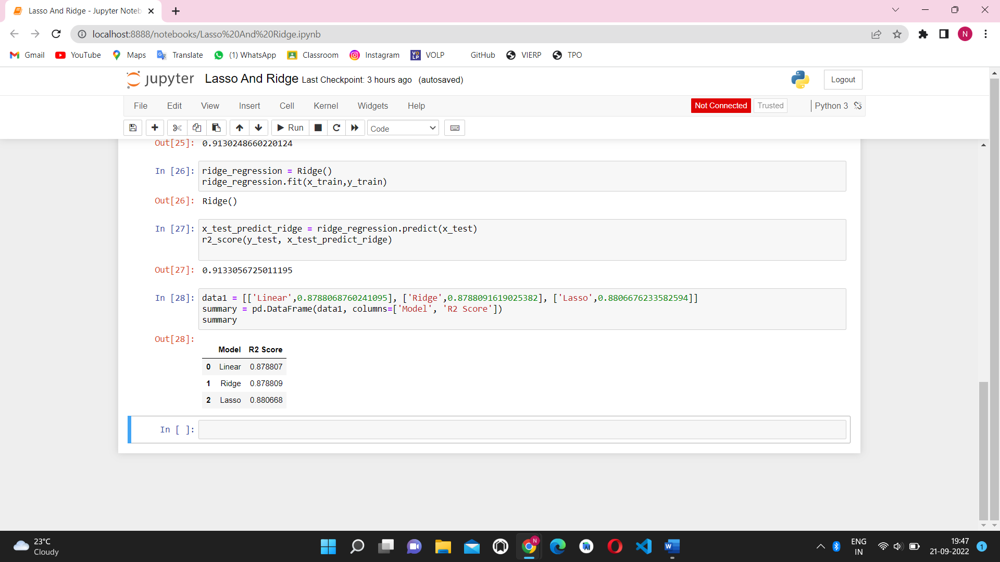 Lasso And Ridge - Jupyter Noteb
localhost:8888/notebooks/Lasso%20And%20Ridge.ipynb
N
Gmail YouTube Maps Translate (1) WhatsApp Classroom Instagram VOLP GitHub VIERP TPO
jupyter Lasso And Ridge Last Checkpoint: 3 hours ago (autosaved)
Logout
File Edit View Insert Cell Kernel Widgets Help Not Connected Trusted Python 3
Run Code
Out[25]: 0.9130248660220124
In [26]: ridge_regression = Ridge()
ridge_regression.fit(x_train,y_train)
Out[26]: Ridge()
In [27]: x_test_predict_ridge = ridge_regression.predict(x_test)
r2_score(y_test, x_test_predict_ridge)
Out[27]: 0.9133056725011195
In [28]: data1 = [['Linear',0.8788068760241095], ['Ridge',0.8788091619025382], ['Lasso',0.8806676233582594]]
summary = pd.DataFrame(data1, columns=['Model', 'R2 Score'])
summary
Out[28]:
Model R2 Score
0 Linear 0.878807
1 Ridge 0.878809
2 Lasso 0.880668
In [ ]:
23°C
Cloudy
N
W
ENG
IN
19:47
21-09-2022
1